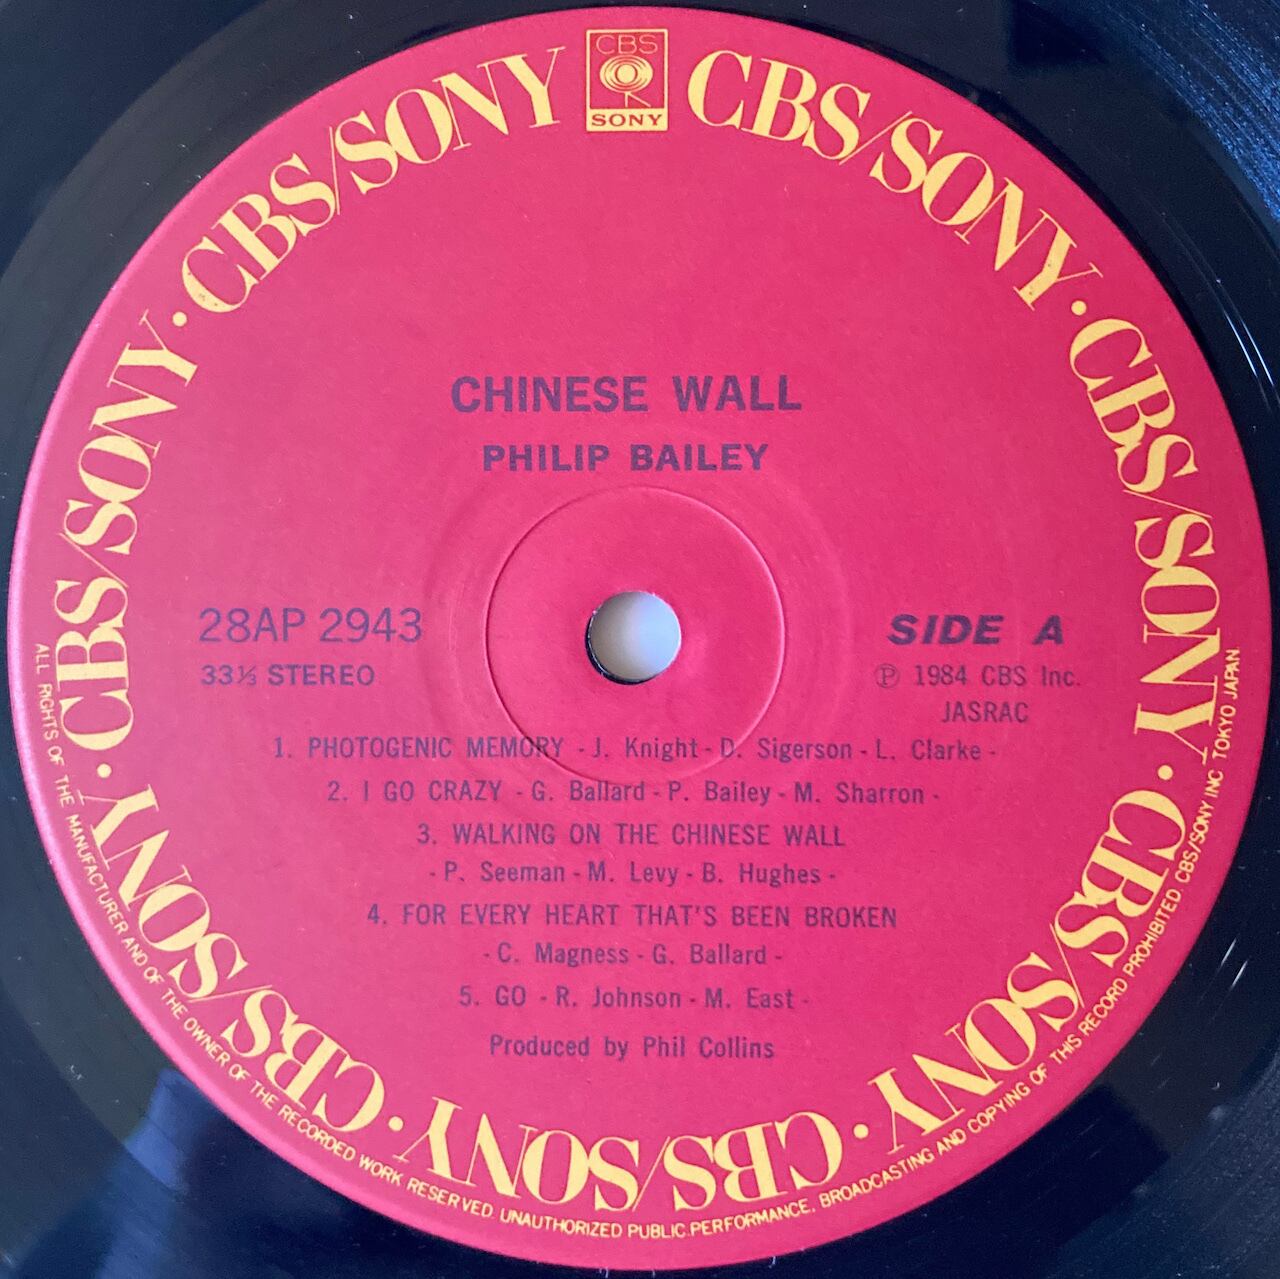 CBS
SONY
CBS/SONY · CBS/SONY · CBS/SONY · CBS/SONY · CBS/SONY · CBS/SONY · CBS/SONY · CBS/SONY
CHINESE WALL
PHILIP BAILEY
28AP 2943
33⅓ STEREO
SIDE A
Ⓟ 1984 CBS Inc.
JASRAC
1. PHOTOGENIC MEMORY - J. Knight - D. Sigerson - L. Clarke -
2. I GO CRAZY - G. Ballard - P. Bailey - M. Sharron -
3. WALKING ON THE CHINESE WALL
- P. Seeman - M. Levy - B. Hughes -
4. FOR EVERY HEART THAT'S BEEN BROKEN
- C. Magness - G. Ballard -
5. GO - R. Johnson - M. East -
Produced by Phil Collins
ALL RIGHTS OF THE MANUFACTURER AND OF THE OWNER OF THE RECORDED WORK RESERVED. UNAUTHORIZED PUBLIC PERFORMANCE, BROADCASTING AND COPYING OF THIS RECORD PROHIBITED. CBS/SONY INC TOKYO JAPAN.